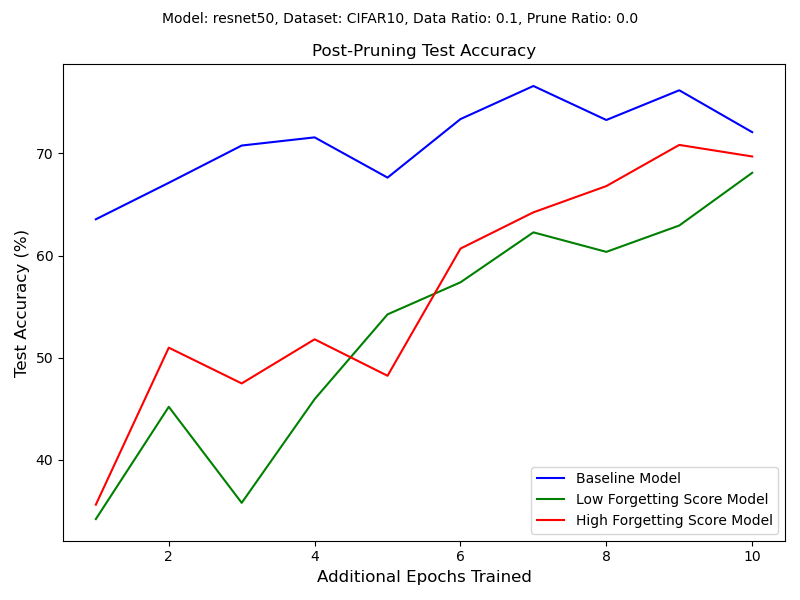 Model: resnet50, Dataset: CIFAR10, Data Ratio: 0.1, Prune Ratio: 0.0
Post-Pruning Test Accuracy
Test Accuracy (%)
70
60
50
40
Baseline Model
Low Forgetting Score Model
High Forgetting Score Model
2 4 6 8 10
Additional Epochs Trained